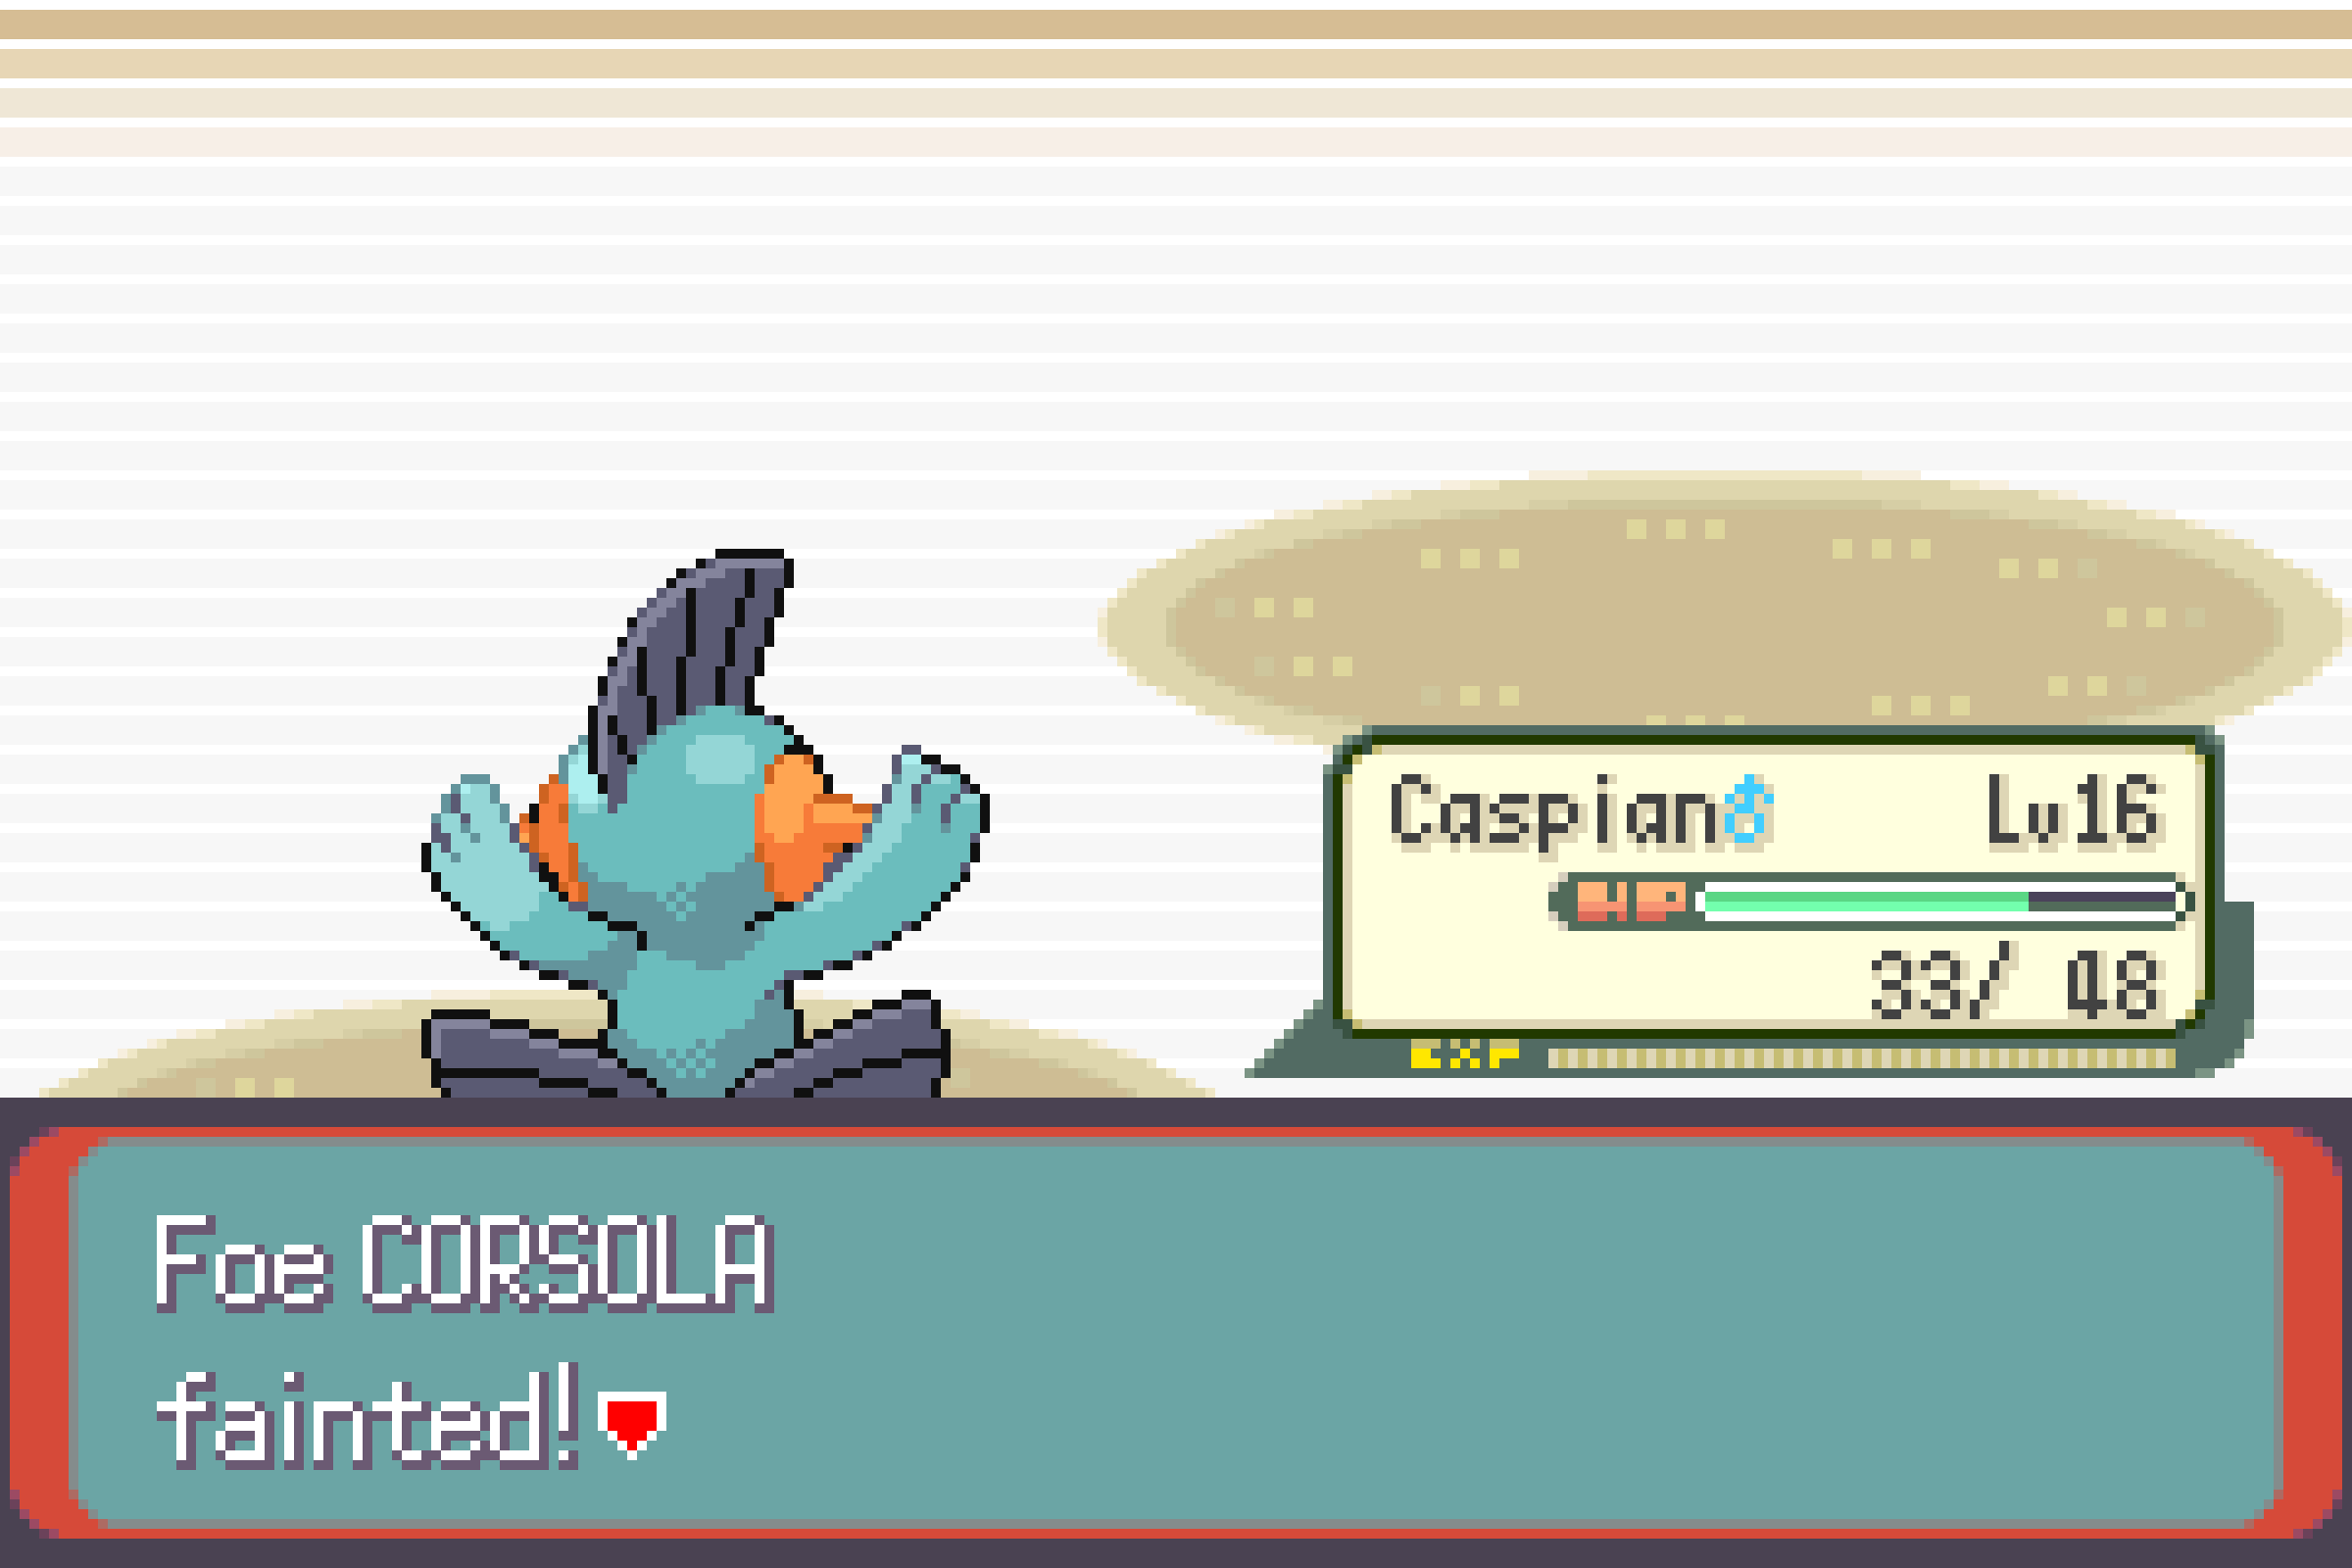 Caspian♂ Lv16
HP
33/ 48
EXP
Foe CORSOLA
fainted!